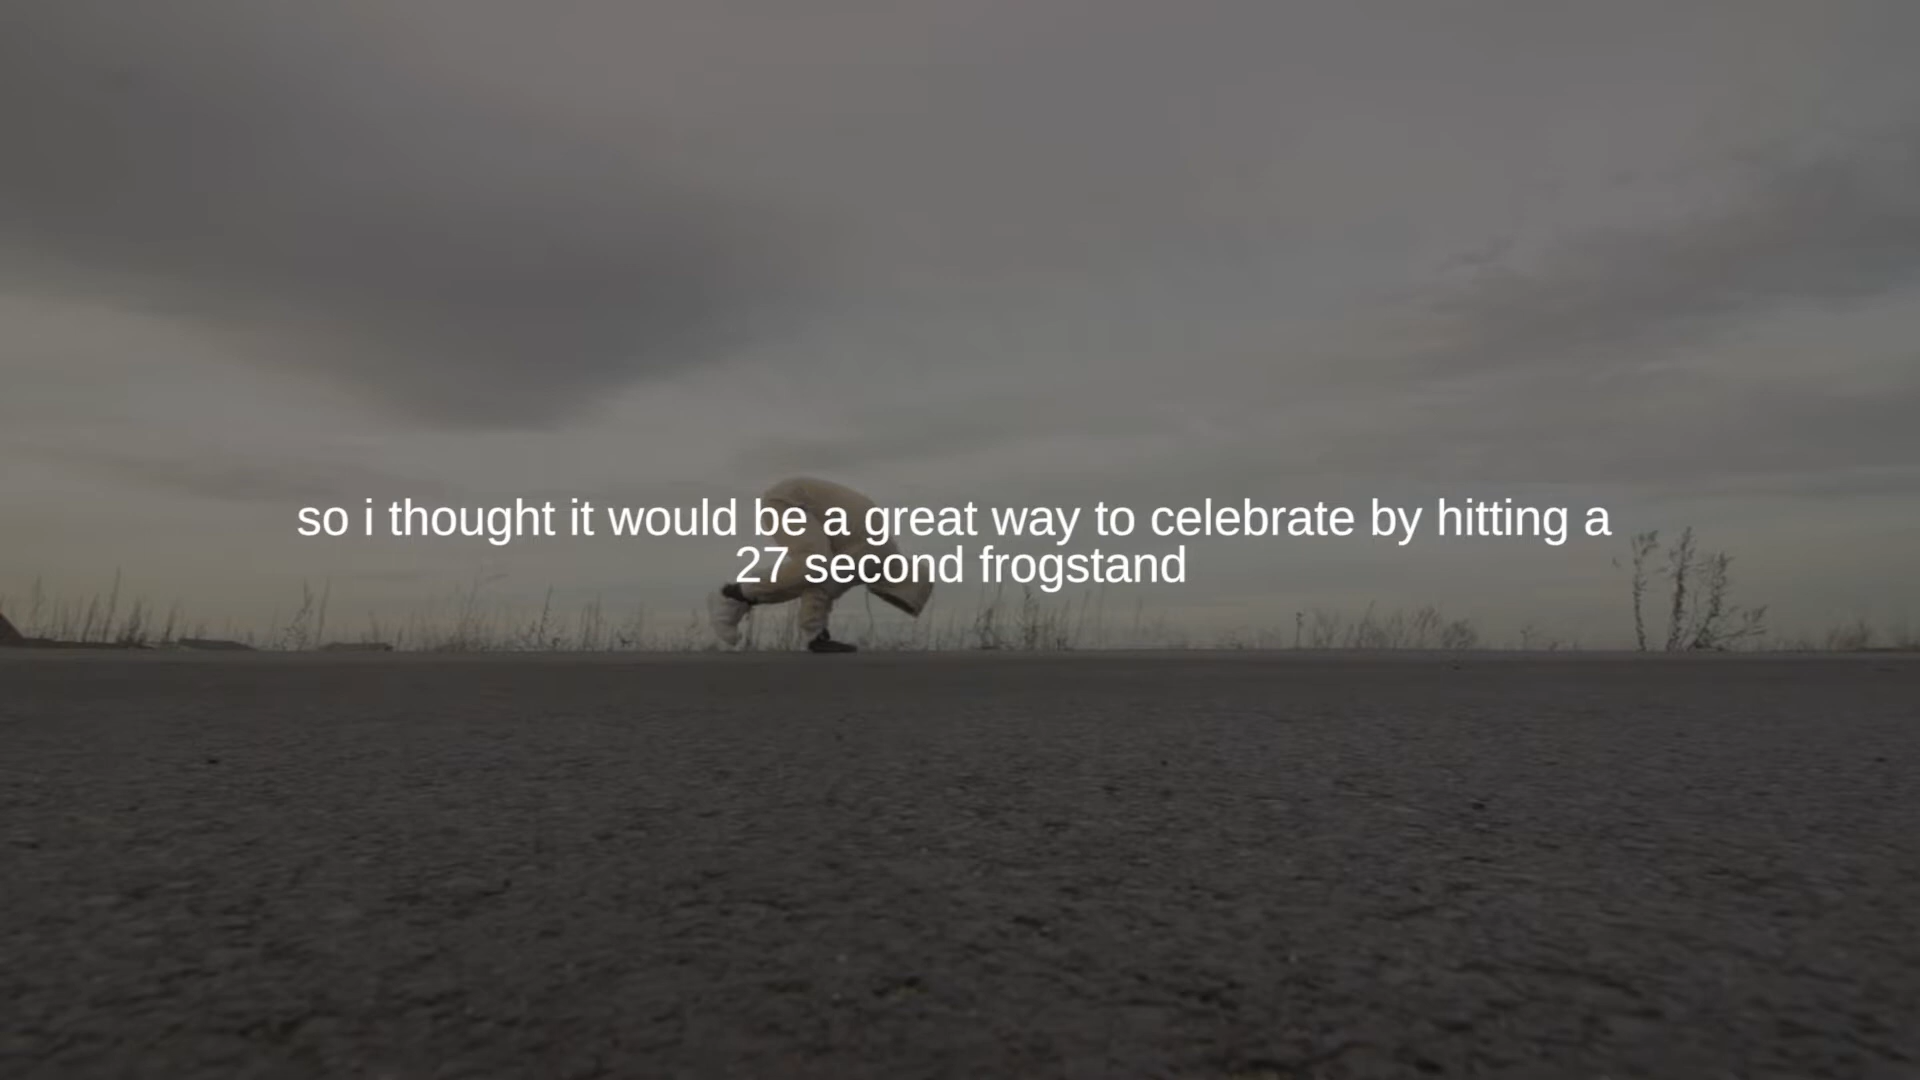 so i thought it would be a great way to celebrate by hitting a
27 second frogstand